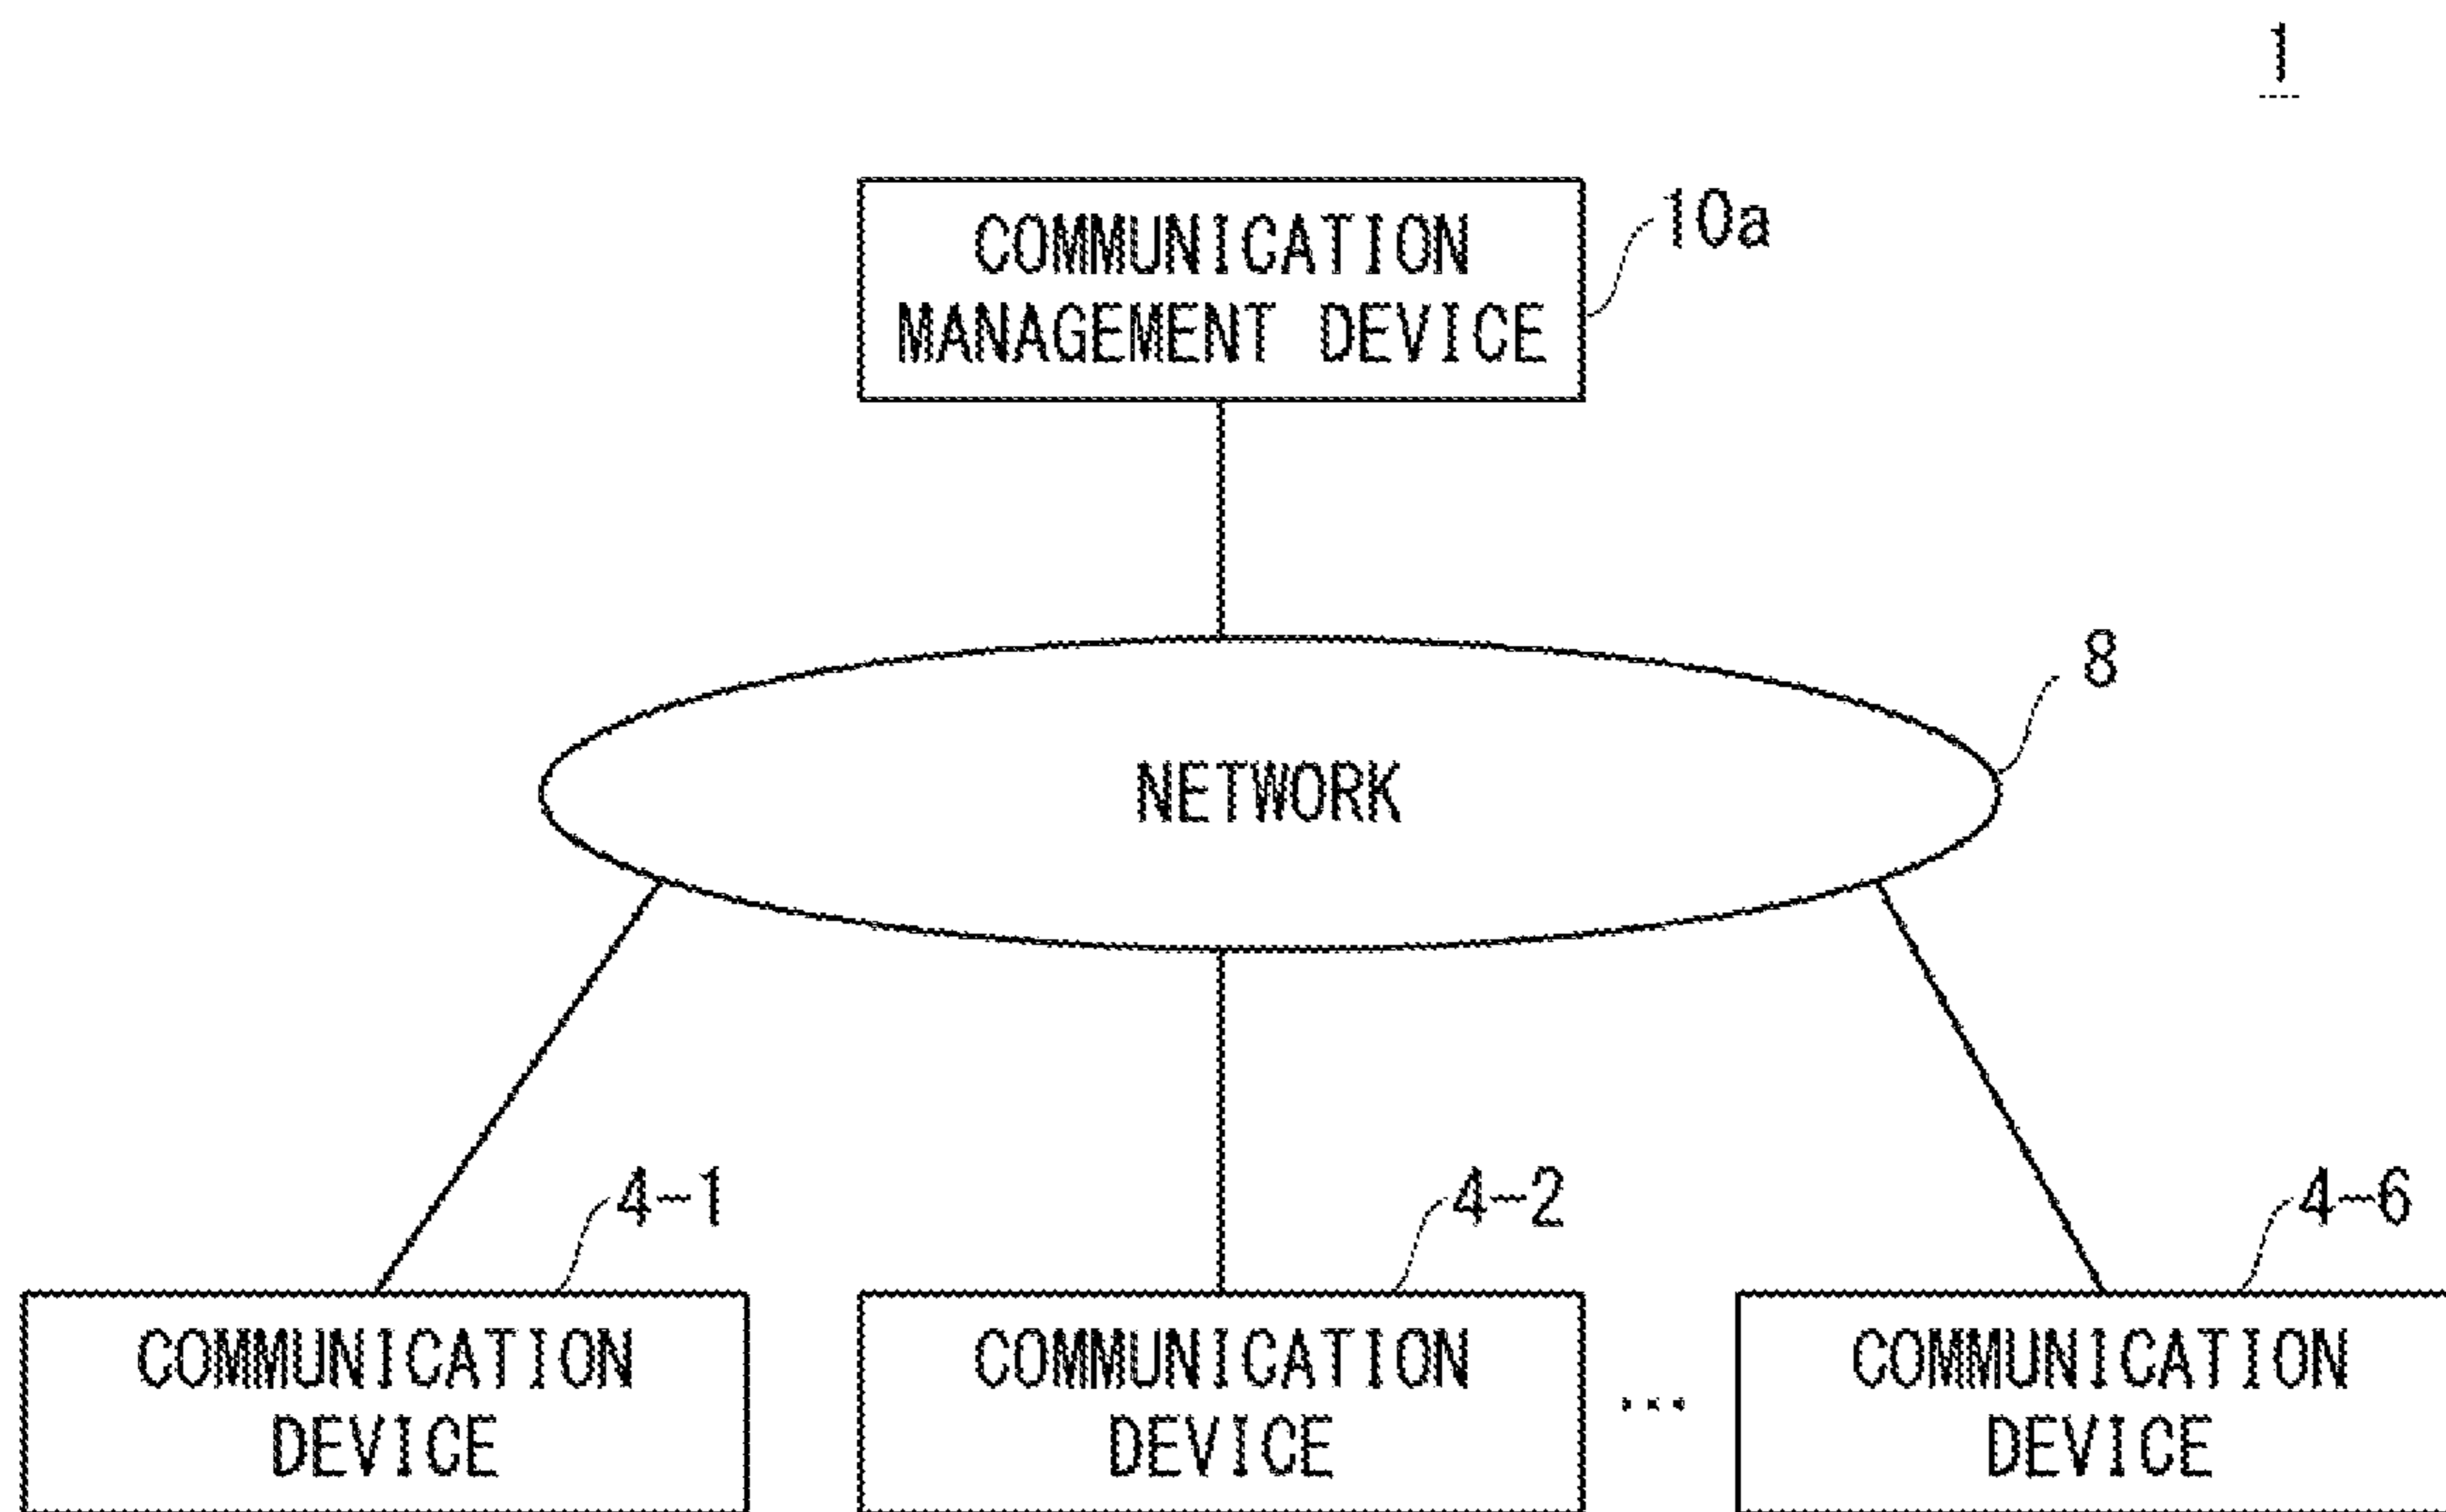 1
COMMUNICATION
MANAGEMENT DEVICE
10a
8
NETWORK
4-1
4-2
4-6
COMMUNICATION
DEVICE
COMMUNICATION
DEVICE
...
COMMUNICATION
DEVICE